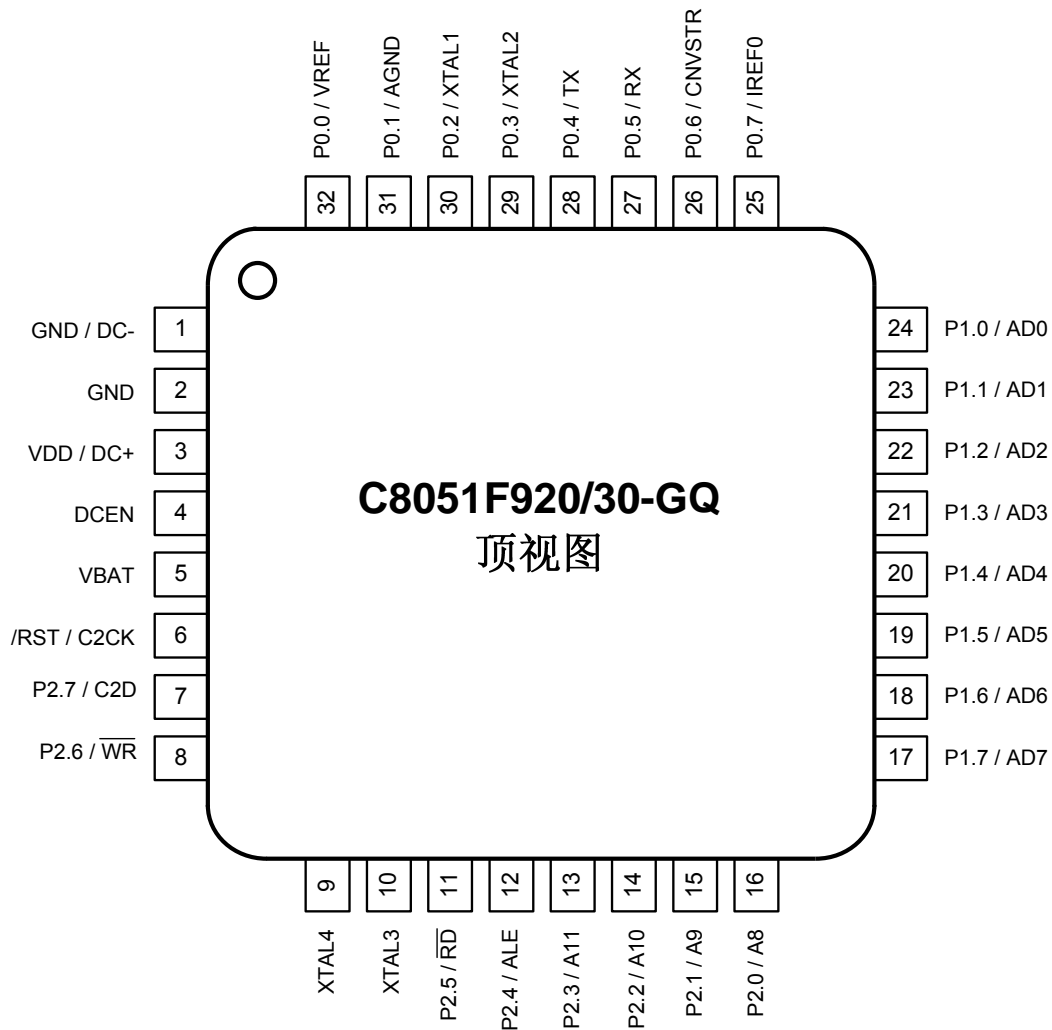 P0.0 / VREF
P0.1 / AGND
P0.2 / XTAL1
P0.3 / XTAL2
P0.4 / TX
P0.5 / RX
P0.6 / CNVSTR
P0.7 / IREF0
32
31
30
29
28
27
26
25
GND / DC- 1
GND 2
VDD / DC+ 3
DCEN 4
VBAT 5
/RST / C2CK 6
P2.7 / C2D 7
P2.6 / W̅R̅ 8
C8051F920/30-GQ
顶视图
24 P1.0 / AD0
23 P1.1 / AD1
22 P1.2 / AD2
21 P1.3 / AD3
20 P1.4 / AD4
19 P1.5 / AD5
18 P1.6 / AD6
17 P1.7 / AD7
9
10
11
12
13
14
15
16
XTAL4
XTAL3
P2.5 / R̅D̅
P2.4 / ALE
P2.3 / A11
P2.2 / A10
P2.1 / A9
P2.0 / A8